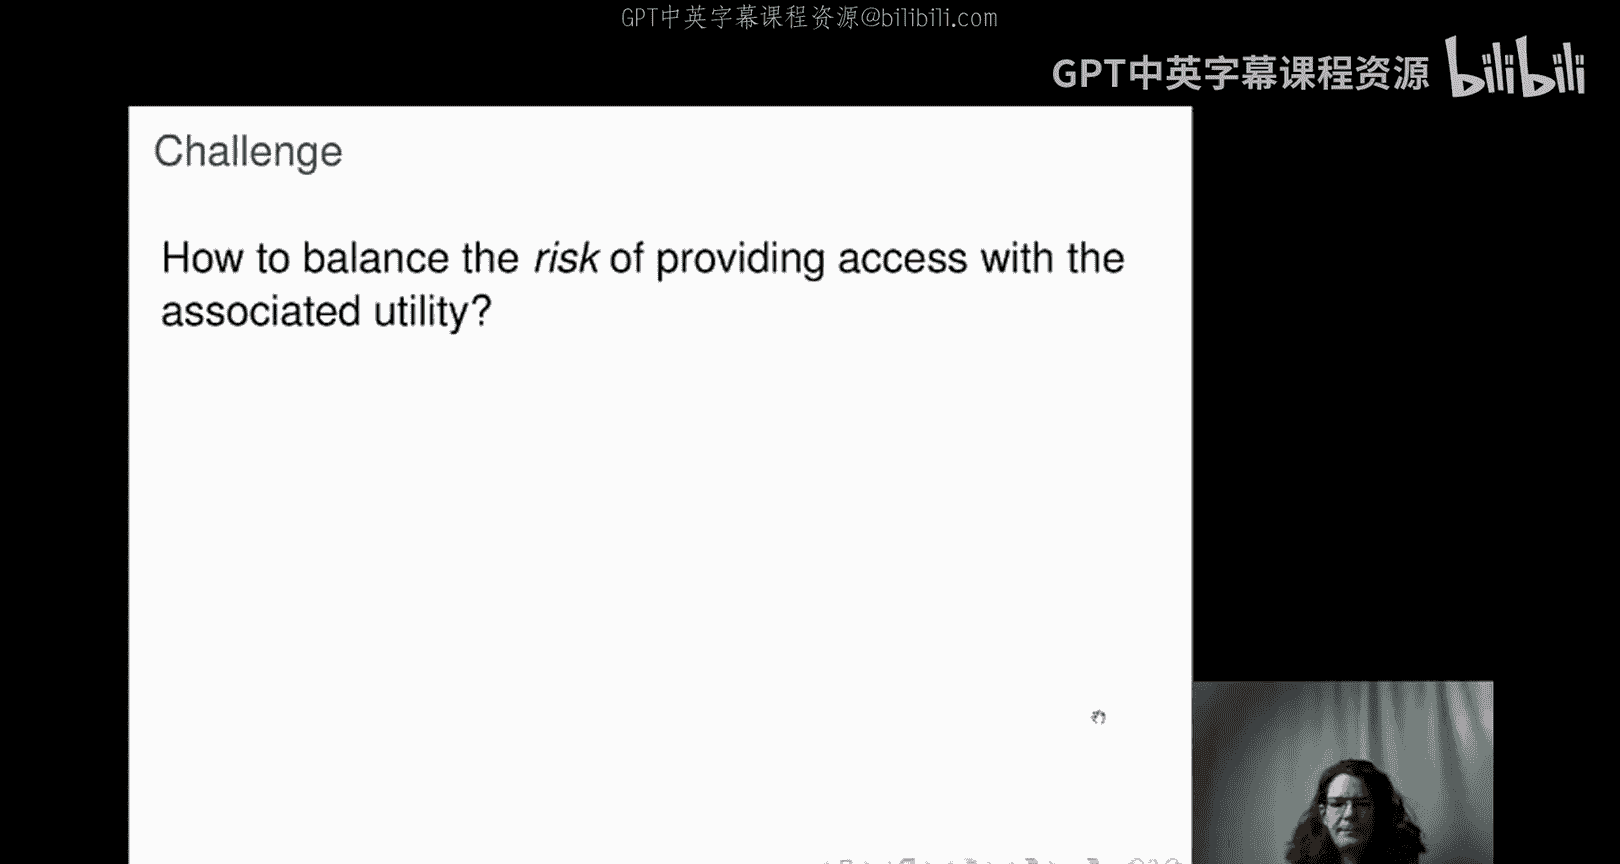 GPT中英字幕课程资源@bilibili.com
GPT中英字幕课程资源 bilibili
Challenge
How to balance the risk of providing access with the
associated utility?